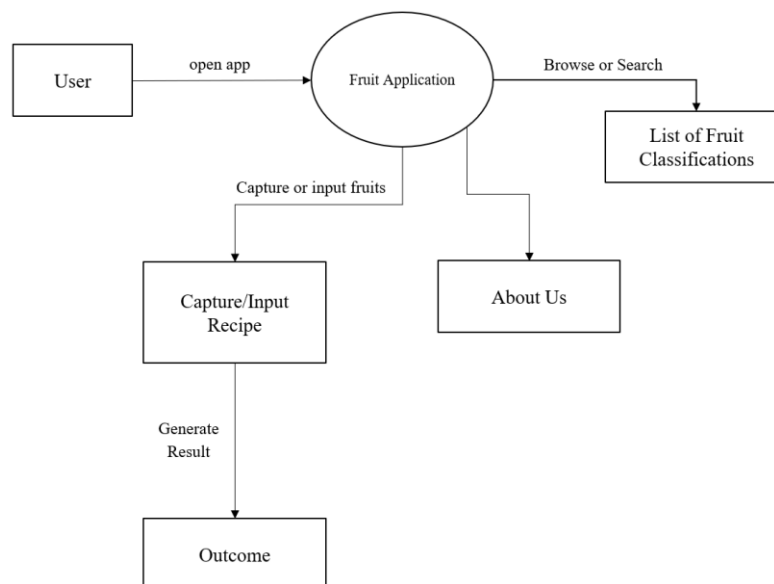 open app
Browse or Search
User
Fruit Application
List of Fruit
Classifications
Capture or input fruits
Capture/Input
Recipe
About Us
Generate
Result
Outcome